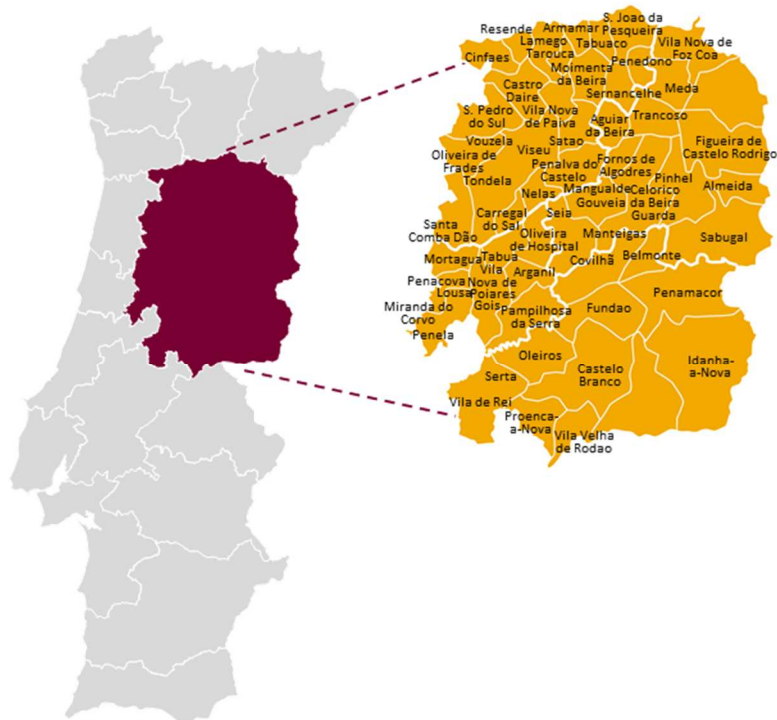 S. Joao da
Pesqueira
Armamar
Resende
Lamego
Tabuaco
Vila Nova de
Foz Coa
Cinfaes
Tarouca
Penedono
Moimenta
da Beira
Castro
Daire
Sernancelhe
Meda
S. Pedro
do Sul
Vila Nova
de Paiva
Aguiar
da Beira
Trancoso
Vouzela
Viseu
Satao
Figueira de
Castelo Rodrigo
Oliveira de
Frades
Penalva do
Castelo
Fornos de
Algodres
Tondela
Pinhel
Almeida
Nelas
Mangualde
Celorico
da Beira
Gouveia
Guarda
Santa
Comba Dão
Carregal
do Sal
Seia
Oliveira
de Hospital
Manteigas
Sabugal
Mortagua
Tabua
Covilhã
Belmonte
Penacova
Vila
Nova de
Poiares
Arganil
Lousa
Gois
Penamacor
Miranda do
Corvo
Pampilhosa
da Serra
Fundao
Penela
Oleiros
Idanha-
a-Nova
Serta
Castelo
Branco
Vila de Rei
Proenca-
a-Nova
Vila Velha
de Rodao